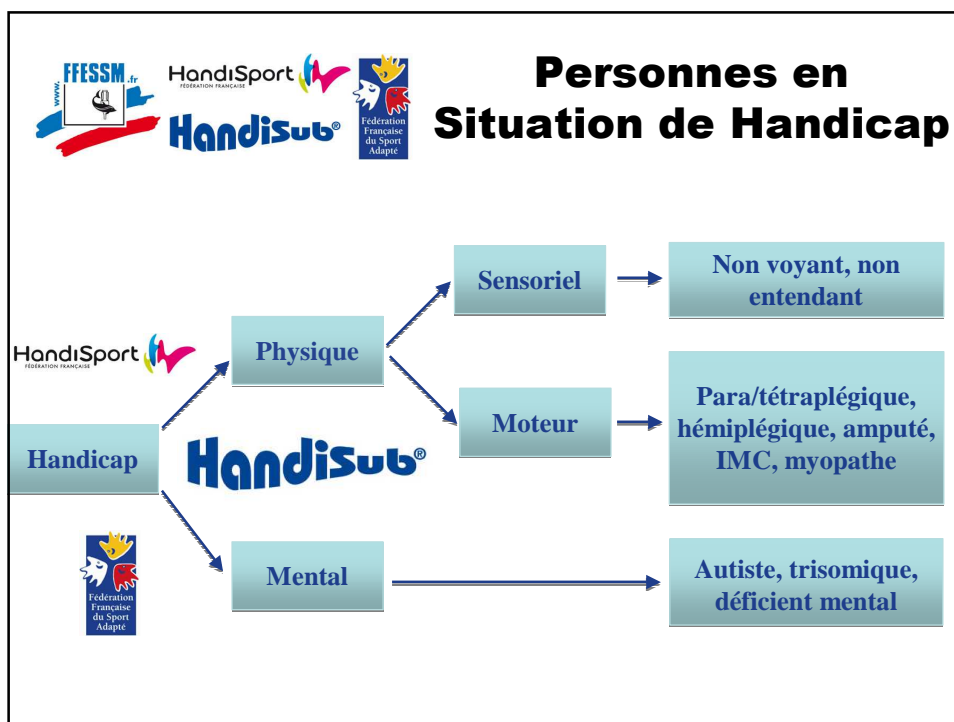 www.
FFESSM.fr
HandiSport
FÉDÉRATION FRANÇAISE
HandiSub®
Fédération
Française
du Sport
Adapté
Personnes en
Situation de Handicap
Sensoriel
Non voyant, non
entendant
HandiSport
FÉDÉRATION FRANÇAISE
Physique
Moteur
Para/tétraplégique,
hémiplégique, amputé,
IMC, myopathe
Handicap
HandiSub®
Fédération
Française
du Sport
Adapté
Mental
Autiste, trisomique,
déficient mental